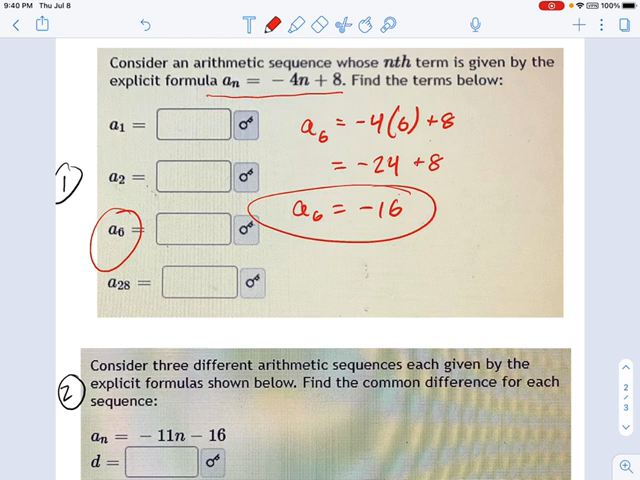 9:40 PM Thu Jul 8
100%
T
Consider an arithmetic sequence whose nth term is given by the
explicit formula aₙ = − 4n + 8. Find the terms below:
a₁ =
a₂ =
a₆ =
a₂₈ =
a₆ = -4(6) +8
= -24 +8
a₆ = -16
1
Consider three different arithmetic sequences each given by the
2
explicit formulas shown below. Find the common difference for each
sequence:
aₙ = − 11n − 16
d =
2
/
3